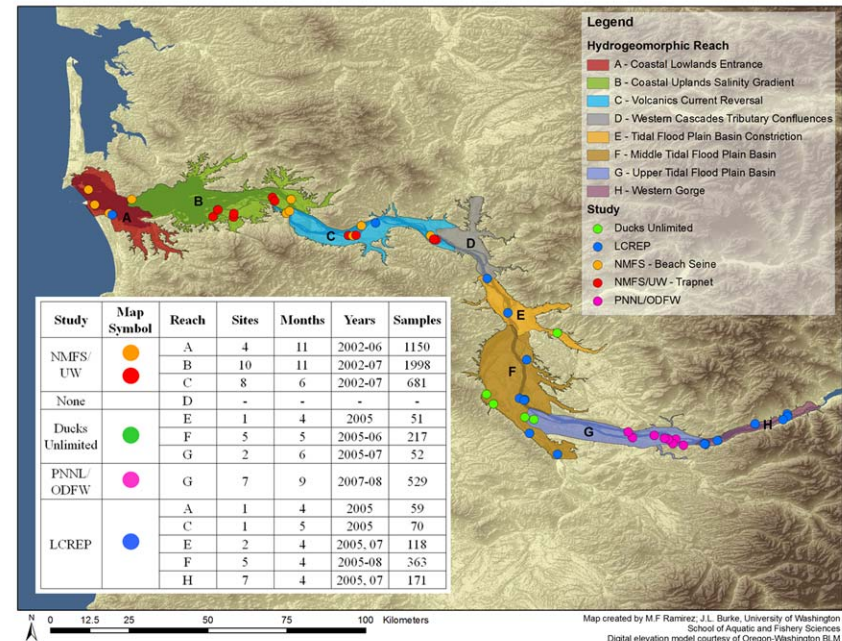 Legend
Hydrogeomorphic Reach
A - Coastal Lowlands Entrance
B - Coastal Uplands Salinity Gradient
C - Volcanics Current Reversal
D - Western Cascades Tributary Confluences
E - Tidal Flood Plain Basin Constriction
F - Middle Tidal Flood Plain Basin
G - Upper Tidal Flood Plain Basin
H - Western Gorge
Study
Ducks Unlimited
LCREP
NMFS - Beach Seine
NMFS/UW - Trapnet
PNNL/ODFW
A
B
C
D
E
F
G
H
Study Map Symbol Reach Sites Months Years Samples
NMFS/UW A 4 11 2002-06 1150
B 10 11 2002-07 1998
C 8 6 2002-07 681
None D - - - -
Ducks Unlimited E 1 4 2005 51
F 5 5 2005-06 217
G 2 6 2005-07 52
PNNL/ODFW G 7 9 2007-08 529
LCREP A 1 4 2005 59
C 1 5 2005 70
E 2 4 2005, 07 118
F 5 4 2005-08 363
H 7 4 2005, 07 171
N
0 12.5 25 50 75 100 Kilometers
Map created by M.F Ramirez; J.L. Burke, University of Washington
School of Aquatic and Fishery Sciences
Digital elevation model courtesy of Oregon-Washington BLM